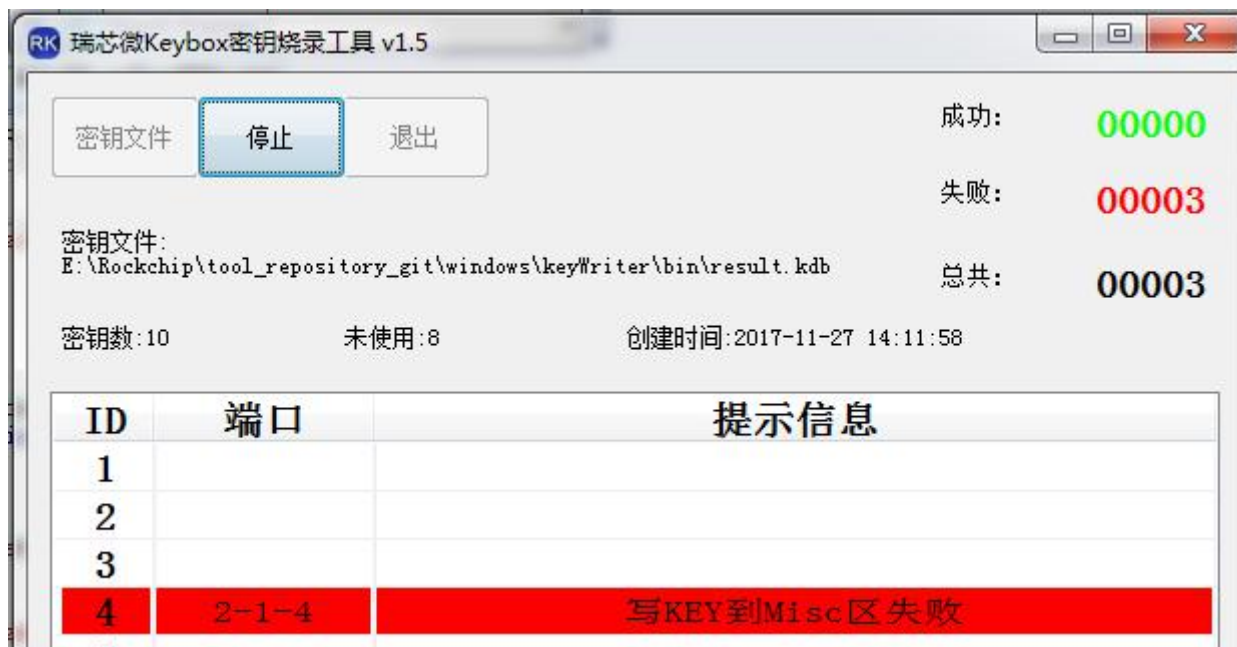 RK 瑞芯微Keybox密钥烧录工具 v1.5
密钥文件 停止 退出
成功: 00000
失败: 00003
密钥文件:
E:\Rockchip\tool_repository_git\windows\keyWriter\bin\result.kdb
总共: 00003
密钥数:10 未使用:8 创建时间:2017-11-27 14:11:58
ID 端口 提示信息
1
2
3
4 2-1-4 写KEY到Misc区失败